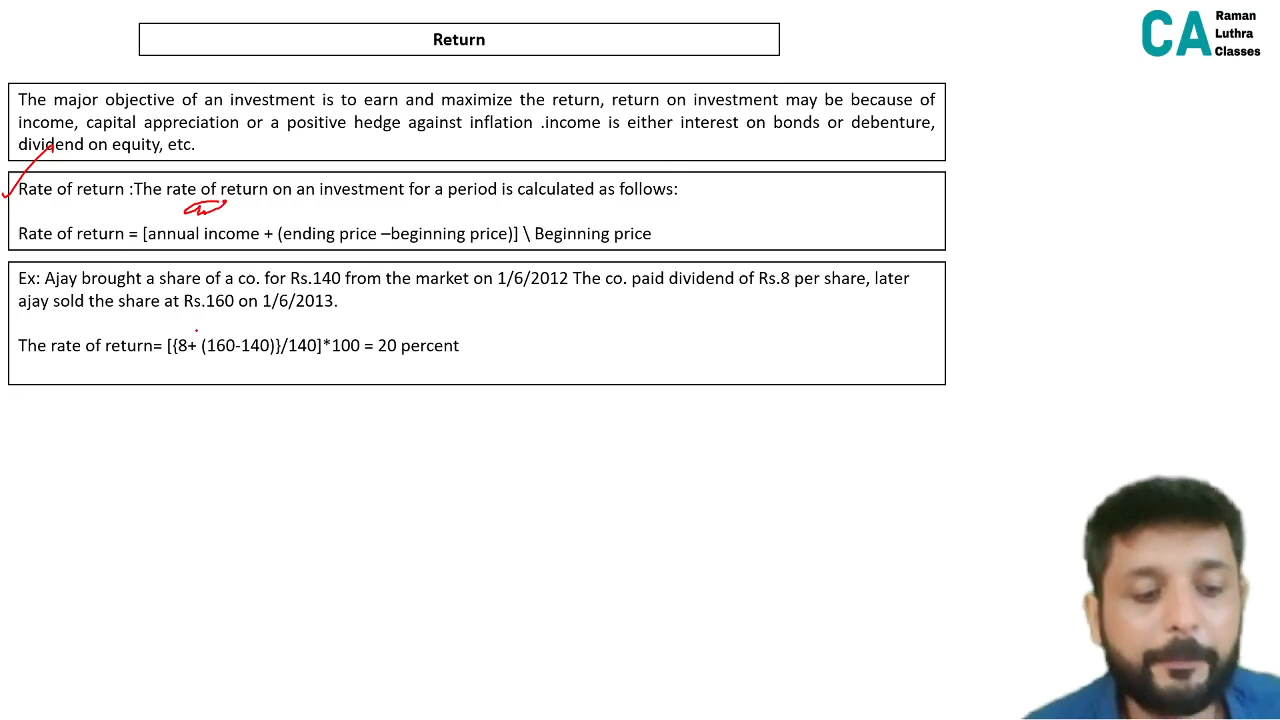 Return
CA Raman
Luthra
Classes
The major objective of an investment is to earn and maximize the return, return on investment may be because of
income, capital appreciation or a positive hedge against inflation .income is either interest on bonds or debenture,
dividend on equity, etc.
Rate of return :The rate of return on an investment for a period is calculated as follows:
Rate of return = [annual income + (ending price –beginning price)] \ Beginning price
Ex: Ajay brought a share of a co. for Rs.140 from the market on 1/6/2012 The co. paid dividend of Rs.8 per share, later
ajay sold the share at Rs.160 on 1/6/2013.
The rate of return= [{8+ (160-140)}/140]*100 = 20 percent